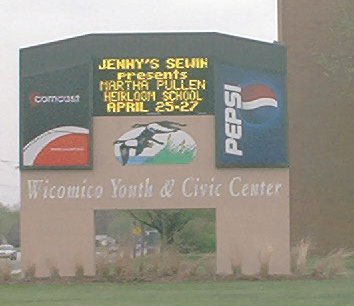 JENNY'S SEWIN
presents
MARTHA PULLEN
HEIRLOOM SCHOOL
APRIL 25-27
comcast
PEPSI
Wicomico Youth & Civic Center